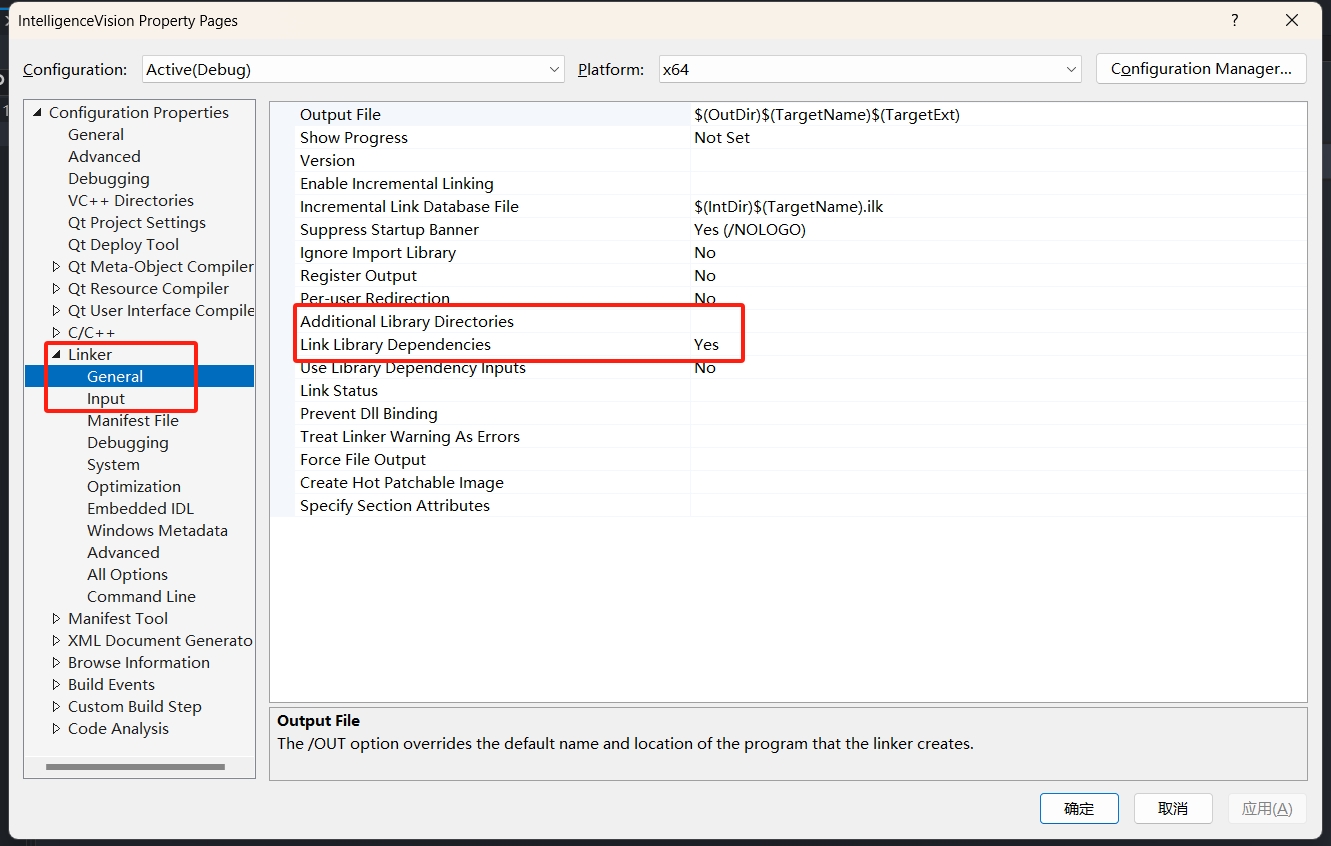 IntelligenceVision Property Pages
?
Configuration: Active(Debug) Platform: x64 Configuration Manager...
Configuration Properties
General
Advanced
Debugging
VC++ Directories
Qt Project Settings
Qt Deploy Tool
Qt Meta-Object Compiler
Qt Resource Compiler
Qt User Interface Compile
C/C++
Linker
General
Input
Manifest File
Debugging
System
Optimization
Embedded IDL
Windows Metadata
Advanced
All Options
Command Line
Manifest Tool
XML Document Generato
Browse Information
Build Events
Custom Build Step
Code Analysis
Output File $(OutDir)$(TargetName)$(TargetExt)
Show Progress Not Set
Version
Enable Incremental Linking
Incremental Link Database File $(IntDir)$(TargetName).ilk
Suppress Startup Banner Yes (/NOLOGO)
Ignore Import Library No
Register Output No
Per-user Redirection No
Additional Library Directories
Link Library Dependencies Yes
Use Library Dependency Inputs No
Link Status
Prevent Dll Binding
Treat Linker Warning As Errors
Force File Output
Create Hot Patchable Image
Specify Section Attributes
Output File
The /OUT option overrides the default name and location of the program that the linker creates.
确定 取消 应用(A)